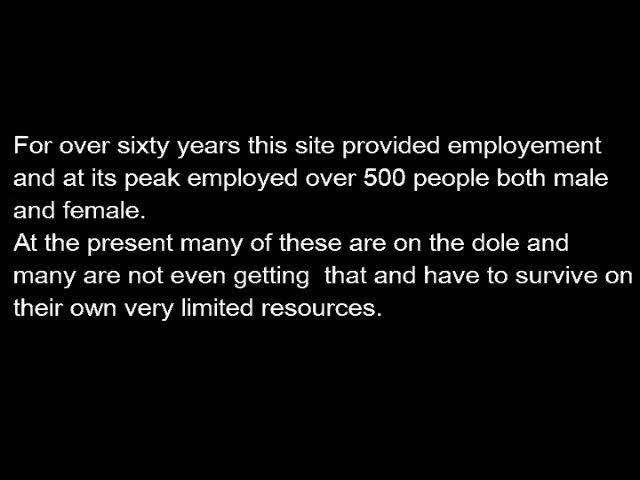 For over sixty years this site provided employement
and at its peak employed over 500 people both male
and female.
At the present many of these are on the dole and
many are not even getting  that and have to survive on
their own very limited resources.